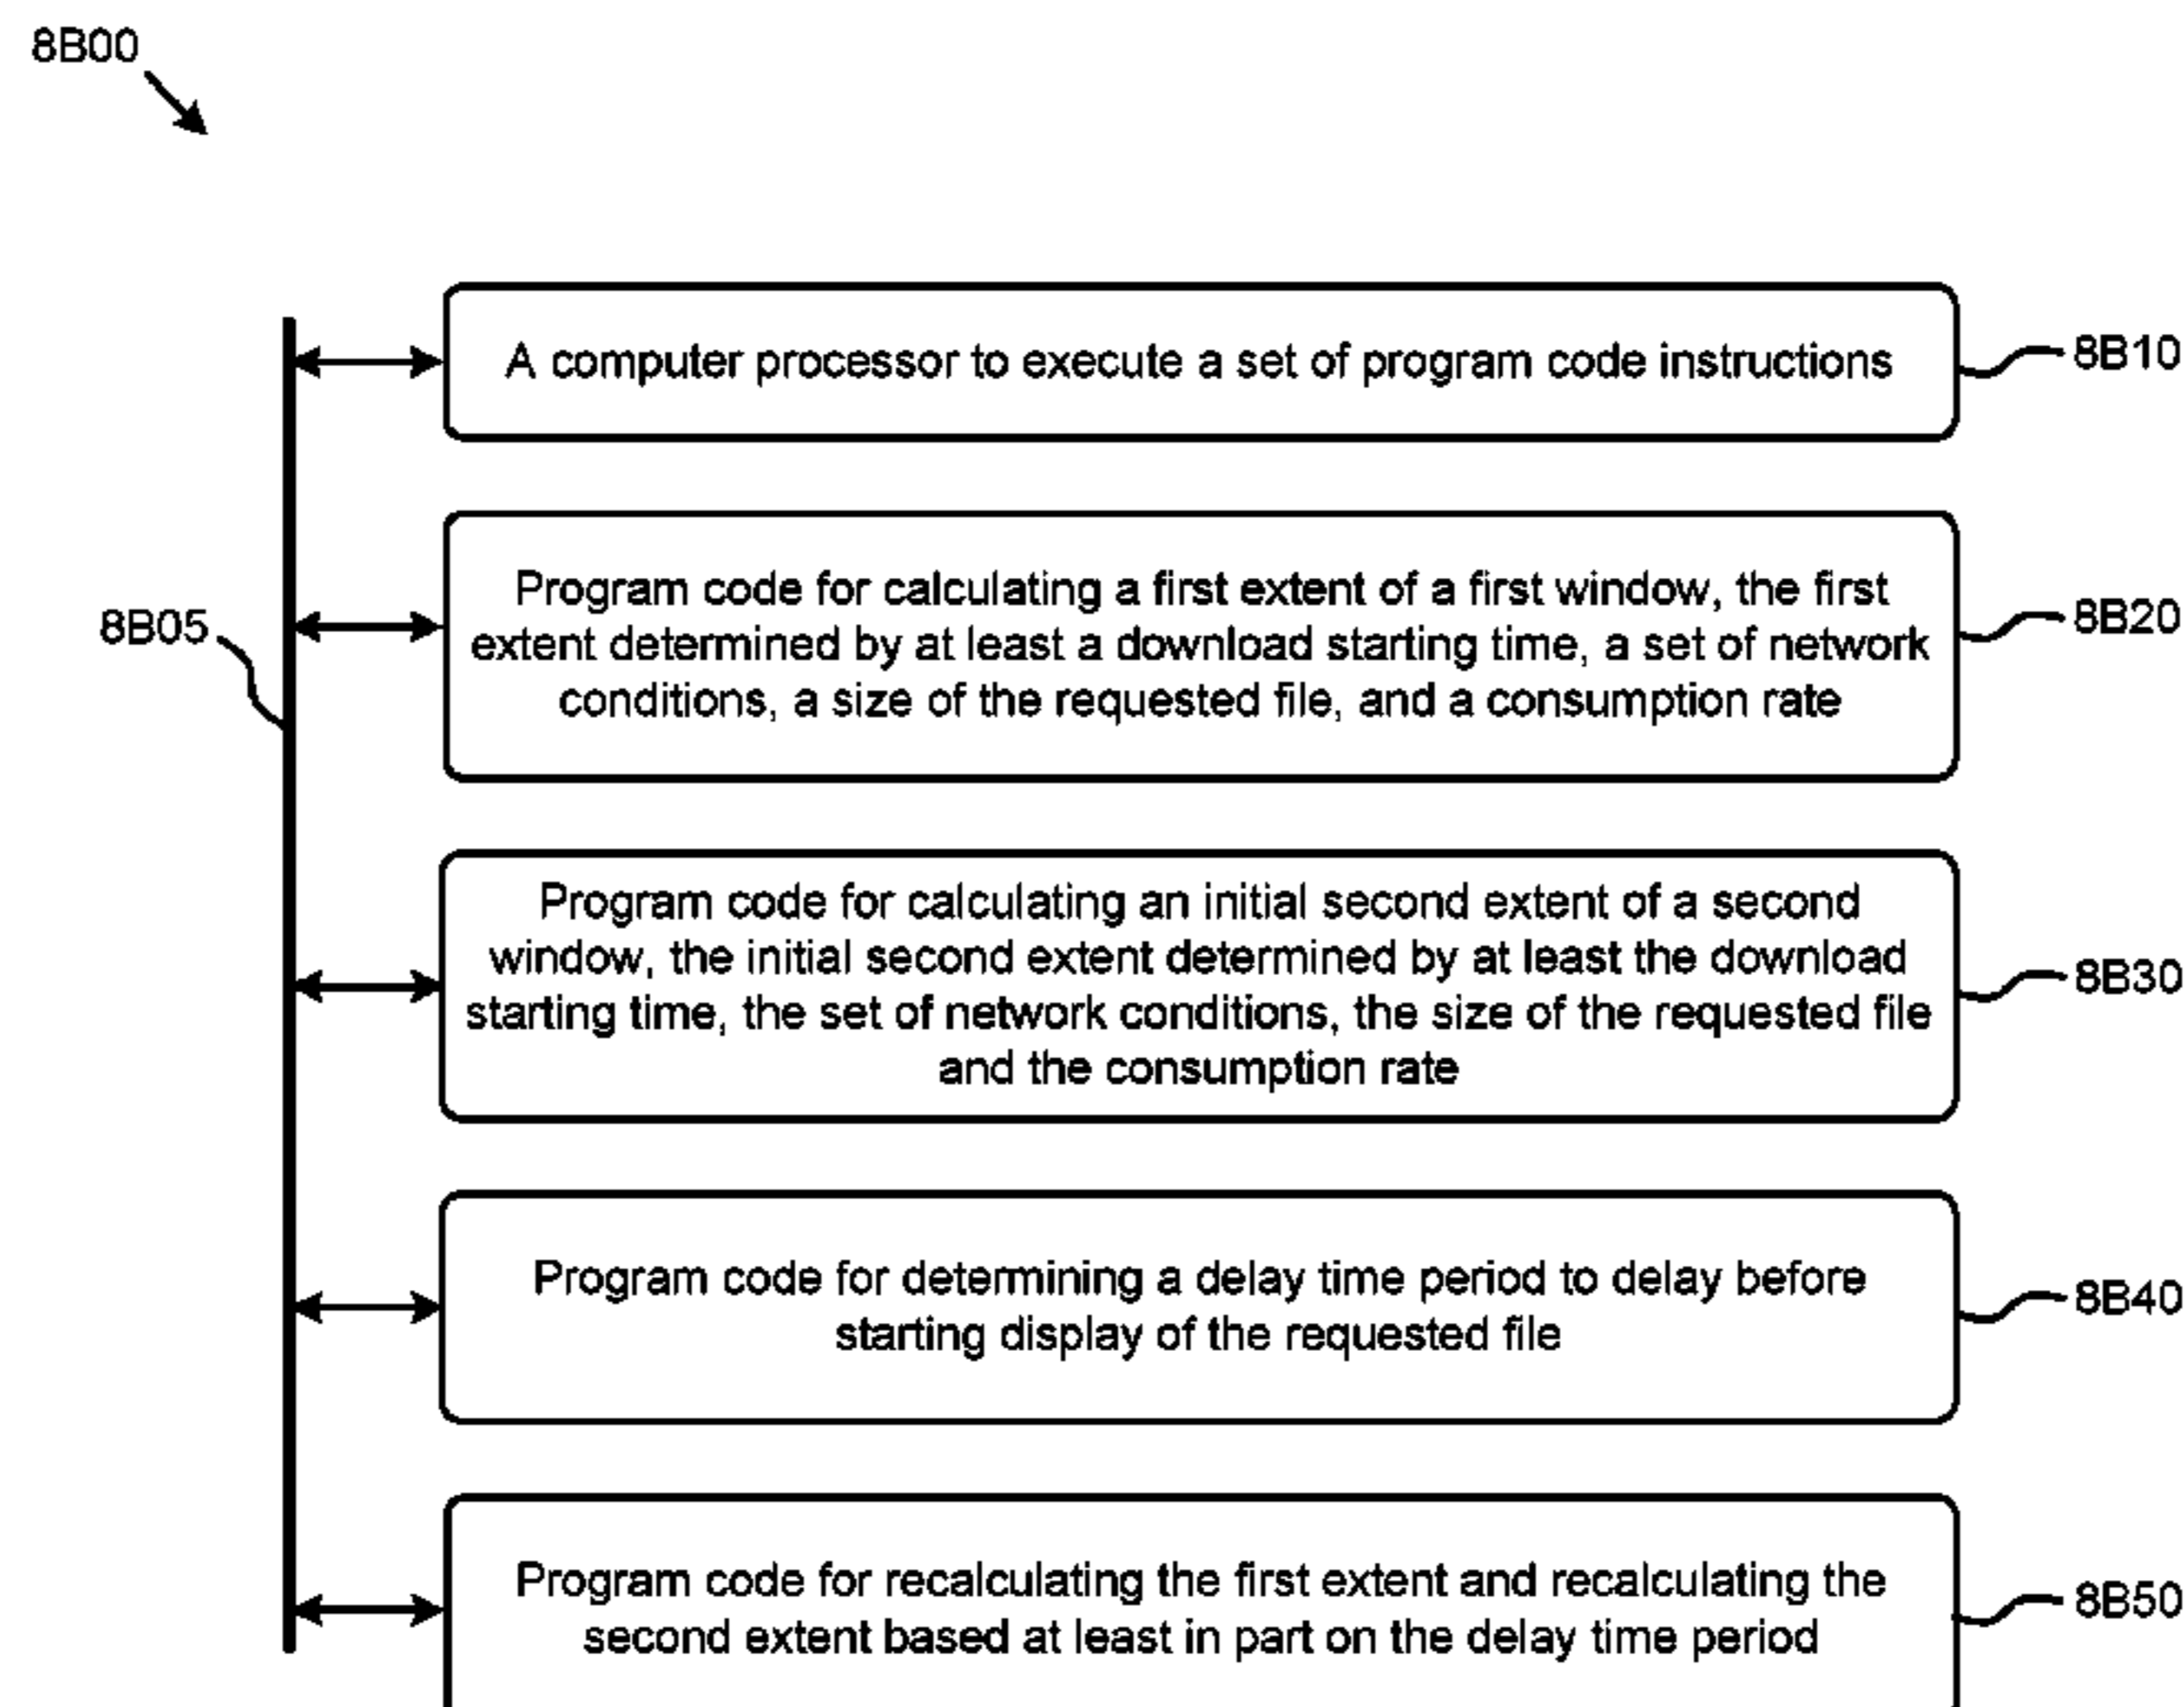 8B00
A computer processor to execute a set of program code instructions
8B10
Program code for calculating a first extent of a first window, the first
extent determined by at least a download starting time, a set of network
conditions, a size of the requested file, and a consumption rate
8B20
8B05
Program code for calculating an initial second extent of a second
window, the initial second extent determined by at least the download
starting time, the set of network conditions, the size of the requested file
and the consumption rate
8B30
Program code for determining a delay time period to delay before
starting display of the requested file
8B40
Program code for recalculating the first extent and recalculating the
second extent based at least in part on the delay time period
8B50